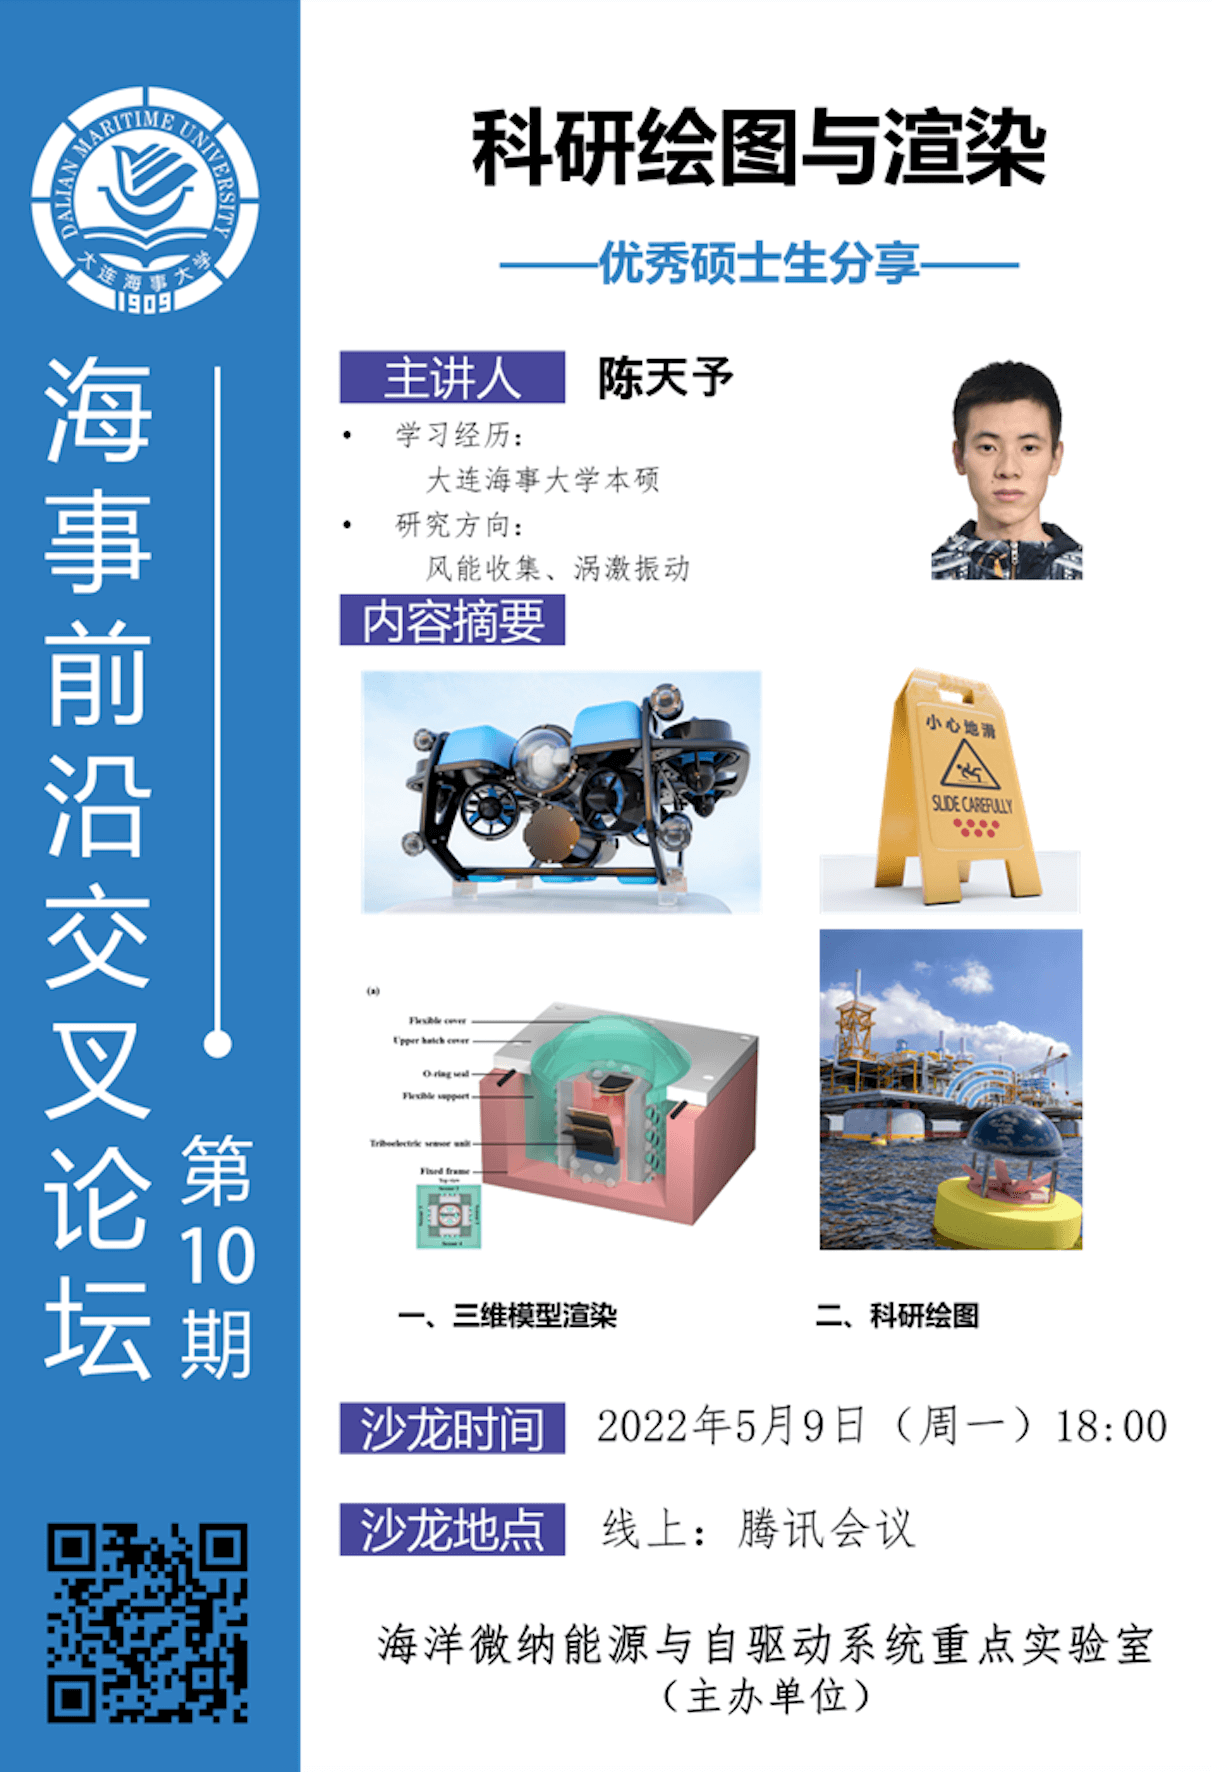 DALIAN MARITIME UNIVERSITY
大连海事大学
1909
海事前沿交叉论坛
第10期
科研绘图与渲染
——优秀硕士生分享——
主讲人 陈天予
• 学习经历：
大连海事大学本硕
• 研究方向：
风能收集、涡激振动
内容摘要
小心地滑
SLIDE CAREFULLY
(a)
Flexible cover
Upper hatch cover
O-ring seal
Flexible support
Triboelectric sensor unit
Fixed frame
Top view
一、三维模型渲染
二、科研绘图
沙龙时间 2022年5月9日（周一）18:00
沙龙地点 线上：腾讯会议
海洋微纳能源与自驱动系统重点实验室
（主办单位）